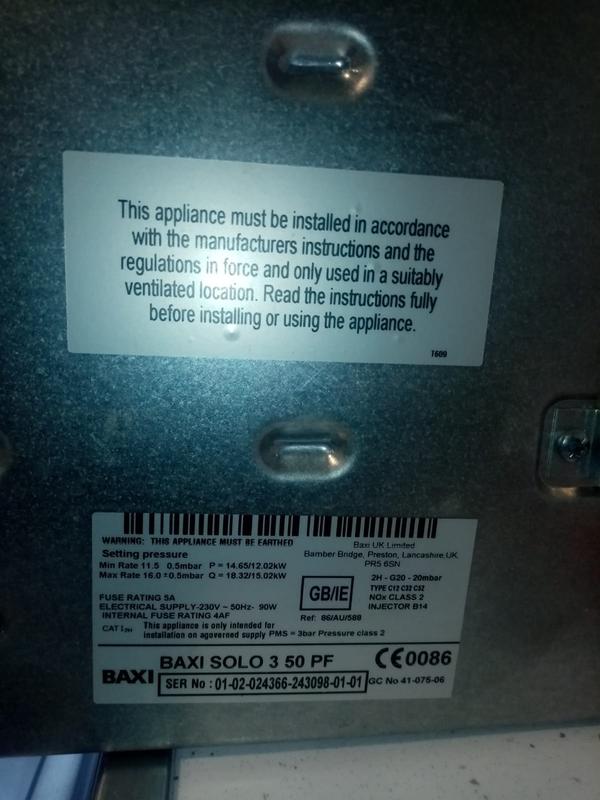 This appliance must be installed in accordance
with the manufacturers instructions and the
regulations in force and only used in a suitably
ventilated location. Read the instructions fully
before installing or using the appliance.
1609
WARNING: THIS APPLIANCE MUST BE EARTHED
Setting pressure
Min Rate 11.5 0.5mbar P = 14.65/12.02kW
Max Rate 16.0 ±0.5mbar Q = 18.32/15.02kW
Baxi UK Limited
Bamber Bridge, Preston, Lancashire,UK,
PR5 6SN
FUSE RATING 5A
ELECTRICAL SUPPLY-230V ~ 50Hz- 90W
INTERNAL FUSE RATING 4AF
GB/IE
2H - G20 - 20mbar
TYPE C12 C32 C52
NOx CLASS 2
INJECTOR B14
Ref: 86/AU/588
CAT I2H This appliance is only intended for
installation on agoverned supply PMS = 3bar Pressure class 2
BAXI
BAXI SOLO 3 50 PF
CE0086
SER No : 01-02-024366-243098-01-01
GC No 41-075-06